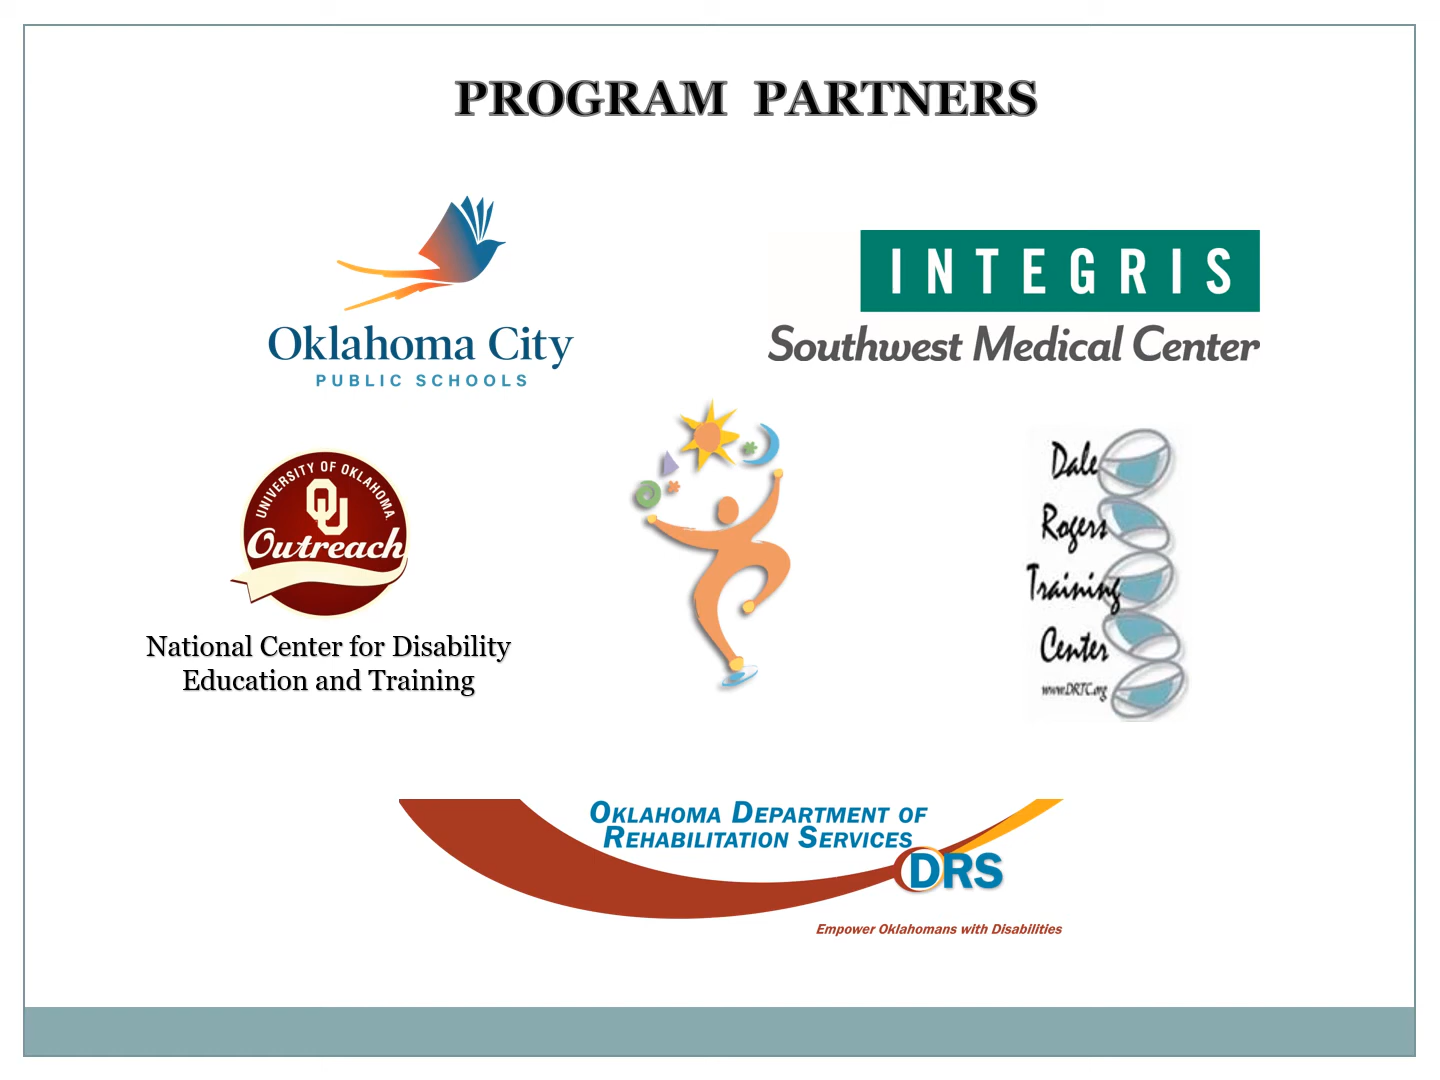 PROGRAM PARTNERS
Oklahoma City
PUBLIC SCHOOLS
INTEGRIS
Southwest Medical Center
UNIVERSITY OF OKLAHOMA
OU
Outreach
National Center for Disability
Education and Training
Dale
Rogers
Training
Center
www.DRTC.org
OKLAHOMA DEPARTMENT OF
REHABILITATION SERVICES
DRS
Empower Oklahomans with Disabilities